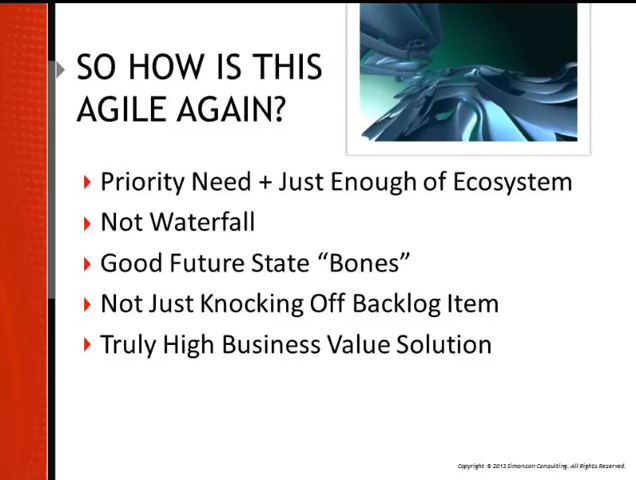 SO HOW IS THIS
AGILE AGAIN?
Priority Need + Just Enough of Ecosystem
Not Waterfall
Good Future State “Bones”
Not Just Knocking Off Backlog Item
Truly High Business Value Solution
Copyright © 2013 Simonson Consulting. All Rights Reserved.